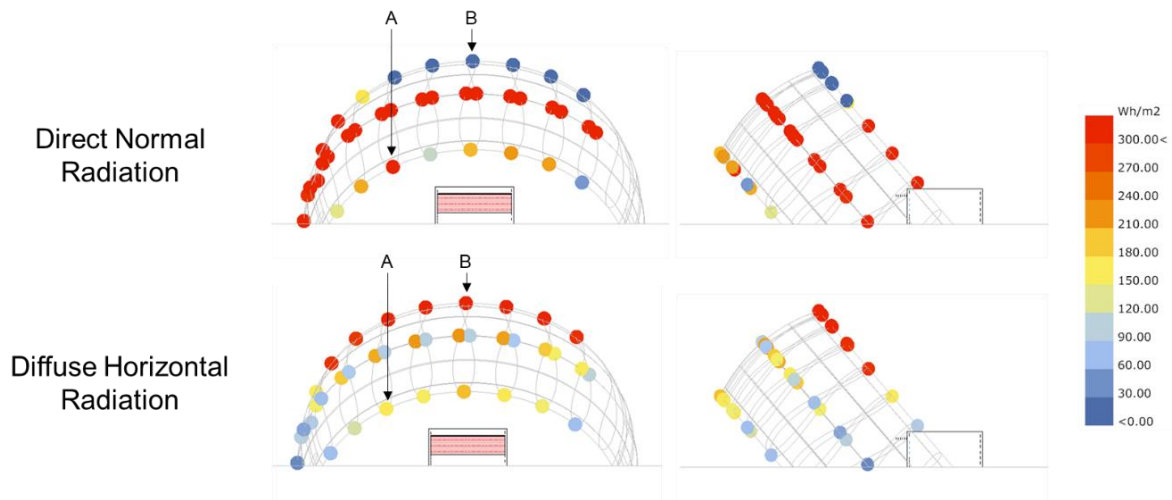 A
B
Direct Normal
Radiation
A
B
Diffuse Horizontal
Radiation
Wh/m2
300.00<
270.00
240.00
210.00
180.00
150.00
120.00
90.00
60.00
30.00
<0.00